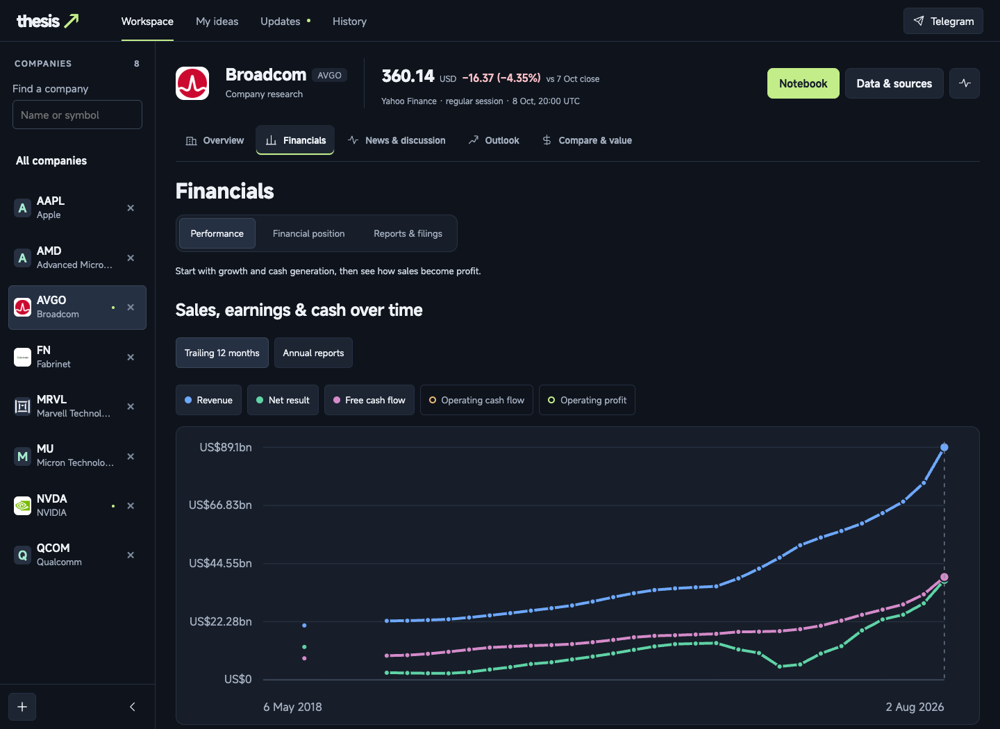 thesis
Workspace
My ideas
Updates
History
Telegram
COMPANIES 8
Find a company
Name or symbol
All companies
A
AAPL
Apple
A
AMD
Advanced Micro...
AVGO
Broadcom
FN
Fabrinet
MRVL
Marvell Technol...
M
MU
Micron Technolo...
NVDA
NVIDIA
Q
QCOM
Qualcomm
Broadcom AVGO
Company research
360.14 USD −16.37 (−4.35%) vs 7 Oct close
Yahoo Finance · regular session · 8 Oct, 20:00 UTC
Notebook
Data & sources
Overview
Financials
News & discussion
Outlook
Compare & value
Financials
Performance
Financial position
Reports & filings
Start with growth and cash generation, then see how sales become profit.
Sales, earnings & cash over time
Trailing 12 months
Annual reports
Revenue
Net result
Free cash flow
Operating cash flow
Operating profit
US$89.1bn
US$66.83bn
US$44.55bn
US$22.28bn
US$0
6 May 2018
2 Aug 2026